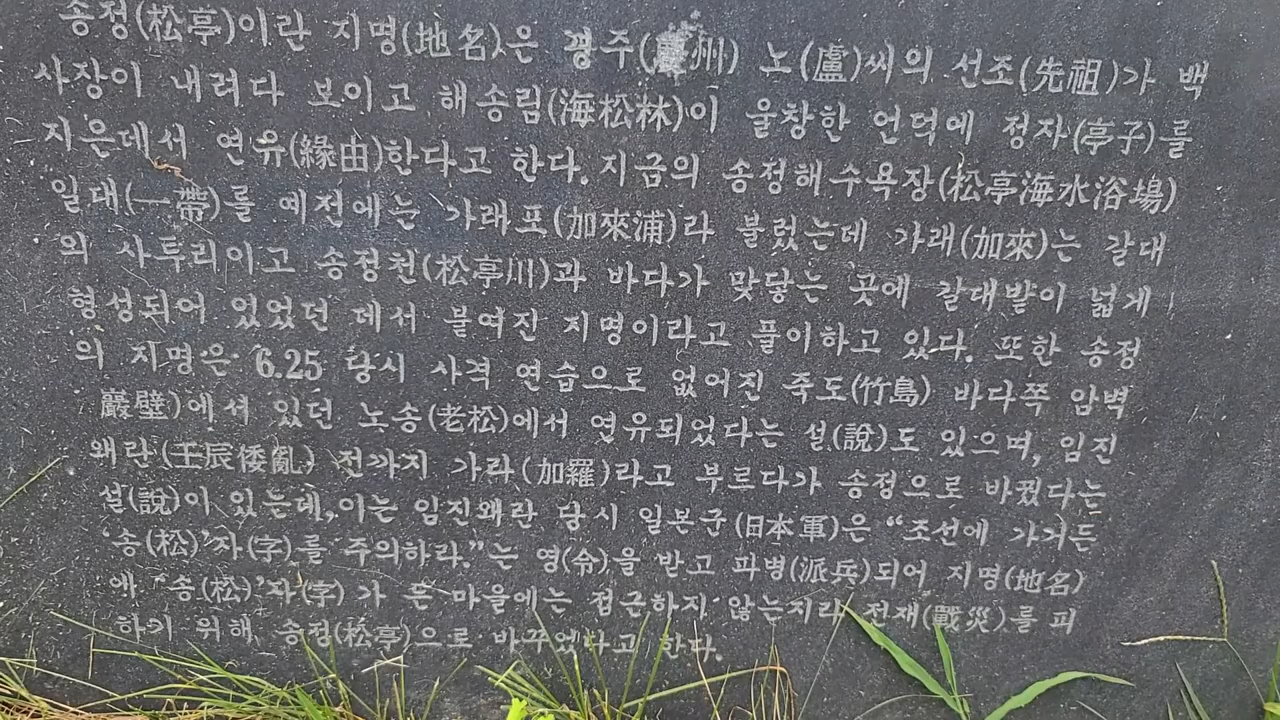 송정(松亭)이란 지명(地名)은 광주(州) 노(盧)씨의 선조(先祖)가 백
사장이 내려다 보이고 해송림(海松林)이 울창한 언덕에 정자(亭子)를
지은데서 연유(緣由)한다고 한다. 지금의 송정해수욕장(松亭海水浴場)
일대(一帶)를 예전에는 가래포(加來浦)라 불렀는데 가래(加來)는 갈대
의 사투리이고 송정천(松亭川)과 바다가 맞닿는 곳에 갈대밭이 넓게
형성되어 있었던 데서 붙여진 지명이라고 풀이하고 있다. 또한 송정
의 지명은 6.25 당시 사격 연습으로 없어진 죽도(竹島) 바다쪽 암벽
巖壁)에서 있던 노송(老松)에서 연유되었다는 설(說)도 있으며, 임진
왜란(壬辰倭亂) 전까지 가라(加羅)라고 부르다가 송정으로 바꿨다는
설(說)이 있는데, 이는 임진왜란 당시 일본군(日本軍)은 “조선에 가거든
‘송(松)’자(字)를 주의하라.”는 영(令)을 받고 파병(派兵)되어 지명(地名)
에 ‘송(松)’자(字)가 든 마을에는 접근하지 않는지라 전재(戰災)를 피
하기 위해 송정(松亭)으로 바꾸었다고 한다.